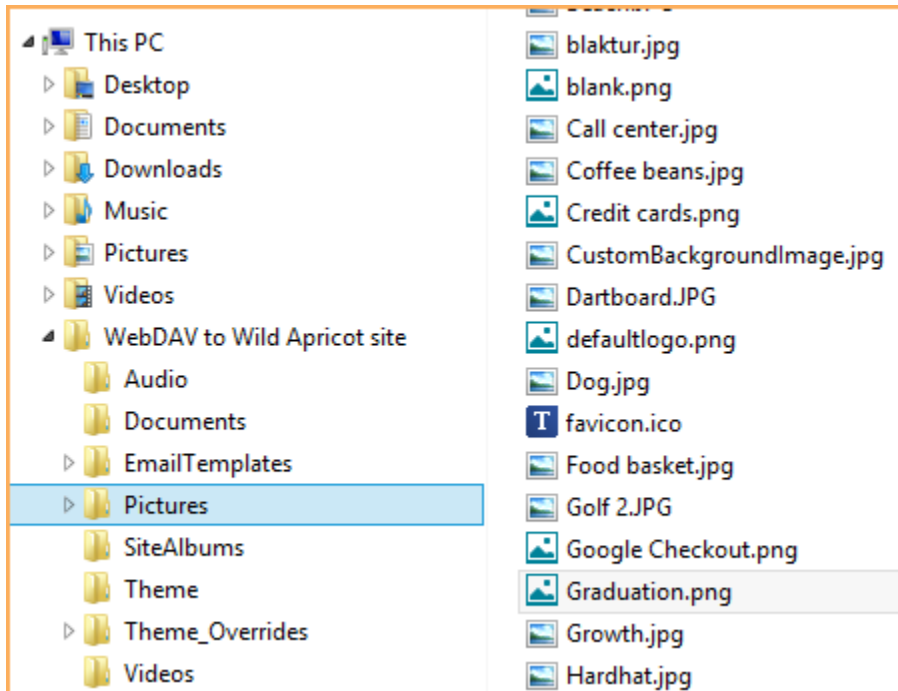 This PC
Desktop
Documents
Downloads
Music
Pictures
Videos
WebDAV to Wild Apricot site
Audio
Documents
EmailTemplates
Pictures
SiteAlbums
Theme
Theme_Overrides
Videos
blaktur.jpg
blank.png
Call center.jpg
Coffee beans.jpg
Credit cards.png
CustomBackgroundImage.jpg
Dartboard.JPG
defaultlogo.png
Dog.jpg
T
favicon.ico
Food basket.jpg
Golf 2.JPG
Google Checkout.png
Graduation.png
Growth.jpg
Hardhat.jpg